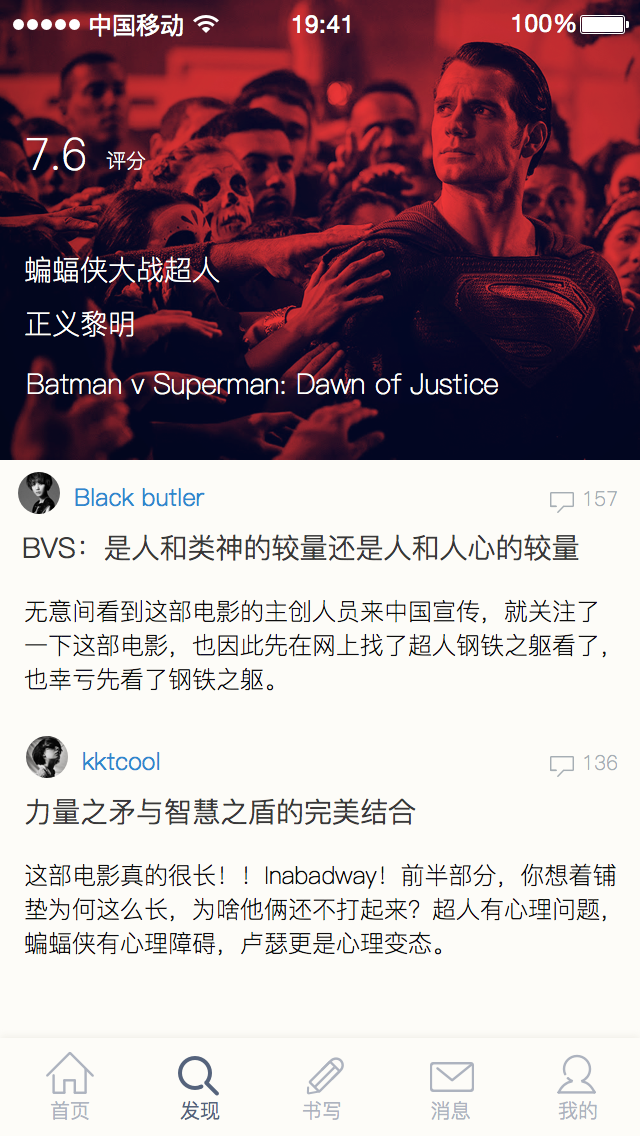 中国移动 19:41 100%
7.6 评分
蝙蝠侠大战超人
正义黎明
Batman v Superman: Dawn of Justice
Black butler 157
BVS：是人和类神的较量还是人和人心的较量
无意间看到这部电影的主创人员来中国宣传，就关注了
一下这部电影，也因此先在网上找了超人钢铁之躯看了，
也幸亏先看了钢铁之躯。
kktcool 136
力量之矛与智慧之盾的完美结合
这部电影真的很长！！Inabadway！前半部分，你想着铺
垫为何这么长，为啥他俩还不打起来？超人有心理问题，
蝙蝠侠有心理障碍，卢瑟更是心理变态。
首页 发现 书写 消息 我的